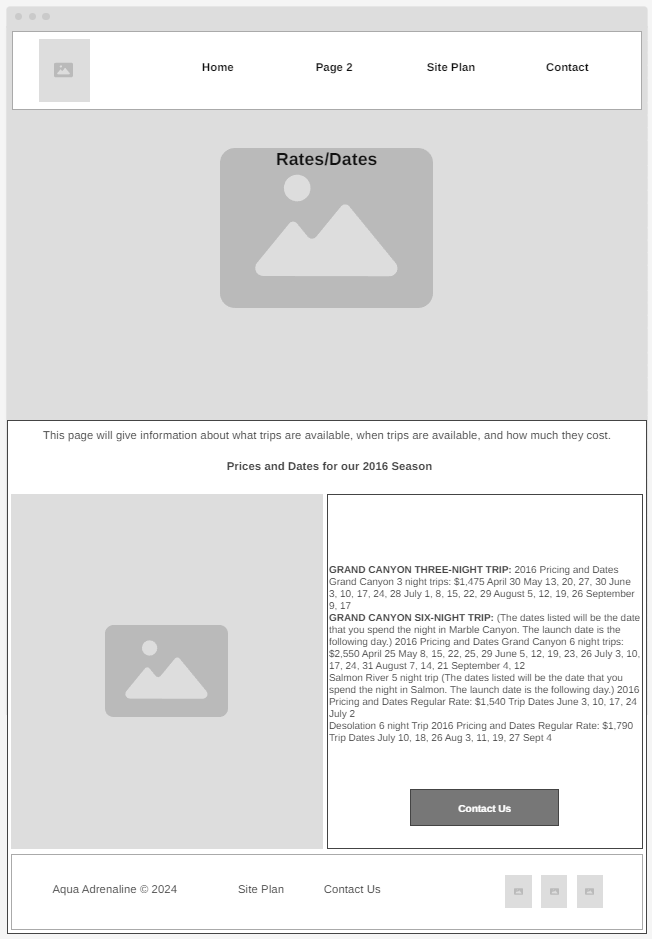 Home Page 2 Site Plan Contact
Rates/Dates
This page will give information about what trips are available, when trips are available, and how much they cost.
Prices and Dates for our 2016 Season
GRAND CANYON THREE-NIGHT TRIP: 2016 Pricing and Dates
Grand Canyon 3 night trips: $1,475 April 30 May 13, 20, 27, 30 June
3, 10, 17, 24, 28 July 1, 8, 15, 22, 29 August 5, 12, 19, 26 September
9, 17
GRAND CANYON SIX-NIGHT TRIP: (The dates listed will be the date
that you spend the night in Marble Canyon. The launch date is the
following day.) 2016 Pricing and Dates Grand Canyon 6 night trips:
$2,550 April 25 May 8, 15, 22, 25, 29 June 5, 12, 19, 23, 26 July 3, 10,
17, 24, 31 August 7, 14, 21 September 4, 12
Salmon River 5 night trip (The dates listed will be the date that you
spend the night in Salmon. The launch date is the following day.) 2016
Pricing and Dates Regular Rate: $1,540 Trip Dates June 3, 10, 17, 24
July 2
Desolation 6 night Trip 2016 Pricing and Dates Regular Rate: $1,790
Trip Dates July 10, 18, 26 Aug 3, 11, 19, 27 Sept 4
Contact Us
Aqua Adrenaline © 2024 Site Plan Contact Us